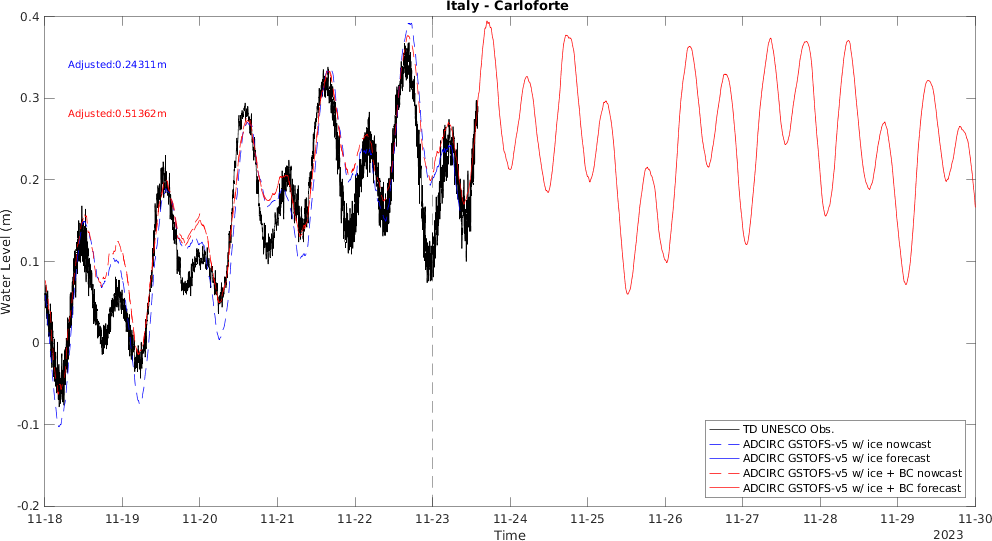 Italy - Carloforte
Adjusted:0.24311m
Adjusted:0.51362m
Water Level (m)
0.4
0.3
0.2
0.1
0
-0.1
-0.2
11-18 11-19 11-20 11-21 11-22 11-23 11-24 11-25 11-26 11-27 11-28 11-29 11-30
Time
2023
TD UNESCO Obs.
ADCIRC GSTOFS-v5 w/ ice nowcast
ADCIRC GSTOFS-v5 w/ ice forecast
ADCIRC GSTOFS-v5 w/ ice + BC nowcast
ADCIRC GSTOFS-v5 w/ ice + BC forecast